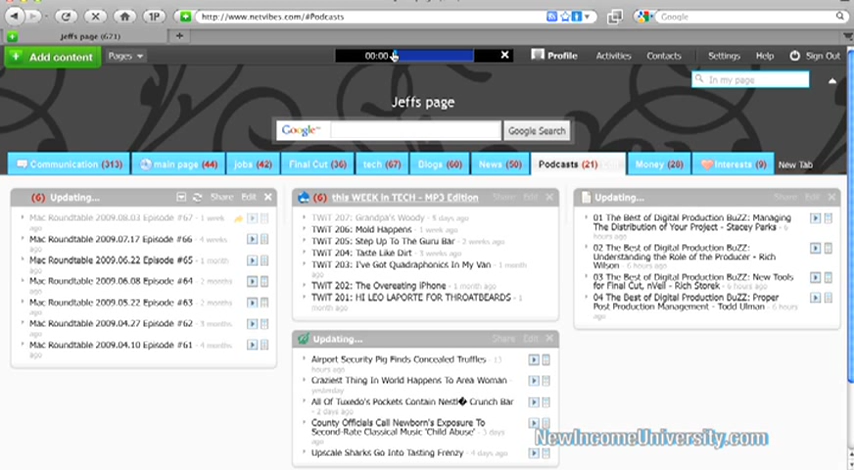 1P
http://www.netvibes.com/#Podcasts
Google
Jeff's page (621)
Add content
Pages
00:00
Profile
Activities
Contacts
Settings
Help
Sign Out
In my page
Jeffs page
Google
Google Search
Communication (313)
main page (44)
jobs (42)
Final Cut (36)
tech (67)
Blogs (60)
News (50)
Podcasts (21)
Money (20)
Interests (9)
New Tab
(6) Updating...
Share Edit
Mac Roundtable 2009.08.03 Episode #67 - 1 week
ago
Mac Roundtable 2009.07.17 Episode #66 - 4 weeks
ago
Mac Roundtable 2009.06.22 Episode #65 - 1 month
ago
Mac Roundtable 2009.06.08 Episode #64 - 2 months
ago
Mac Roundtable 2009.05.22 Episode #63 - 2 months
ago
Mac Roundtable 2009.04.27 Episode #62 - 3 months
ago
Mac Roundtable 2009.04.10 Episode #61 - 4 months
ago
(6) this WEEK in TECH - MP3 Edition
Share Edit
TWiT 207: Grandpa's Woody - 5 days ago
TWiT 206: Mold Happens - 1 week ago
TWiT 205: Step Up To The Guru Bar - 2 weeks ago
TWiT 204: Taste Like Dirt - 3 weeks ago
TWiT 203: I've Got Quadraphonics In My Van - 1 month
ago
TWiT 202: The Overeating iPhone - 1 month ago
TWiT 201: HI LEO LAPORTE FOR THROATBEARDS - 1 month
ago
Updating...
Share Edit
Airport Security Pig Finds Concealed Truffles - 13
hours ago
Craziest Thing In World Happens To Area Woman -
yesterday
All Of Tuxedo's Pockets Contain Nestl� Crunch Bar
- 2 days ago
County Officials Call Newborn's Exposure To
Second-Rate Classical Music 'Child Abuse' - 3 days
ago
Upscale Sharks Go Into Tasting Frenzy - 4 days ago
Updating...
Share Edit
01 The Best of Digital Production BuZZ: Managing
The Distribution of Your Project - Stacey Parks - 6
hours ago
02 The Best of Digital Production BuZZ:
Understanding the Role of the Producer - Rich
Wilson - 6 hours ago
03 The Best of Digital Production BuZZ: New Tools
for Final Cut, nVeil - Rich Storek - 6 hours ago
04 The Best of Digital Production BuZZ: Proper
Post Production Management - Todd Ulman - 6 hours
ago
NewIncomeUniversity.com